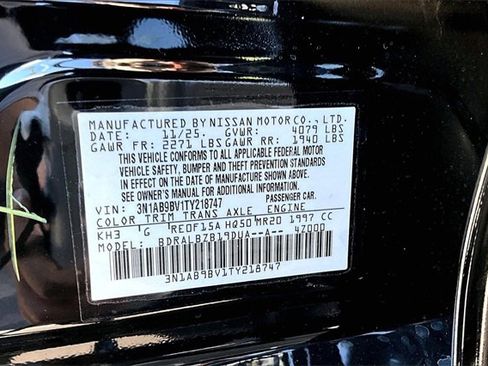 MANUFACTURED BY NISSAN MOTOR CO., LTD.
DATE: 11/25. GVWR: 4079 LBS
GAWR FR: 2271 LBS GAWR RR: 1940 LBS
THIS VEHICLE CONFORMS TO ALL APPLICABLE FEDERAL MOTOR
VEHICLE SAFETY, BUMPER, AND THEFT PREVENTION STANDARDS
IN EFFECT ON THE DATE OF MANUFACTURE SHOWN ABOVE.
SEE OWNER'S MANUAL FOR ADDITIONAL INFORMATION.
VIN: 3N1AB9BV1TY218747 PASSENGER CAR.
COLOR TRIM TRANS AXLE ENGINE
KH3 G RE0F15A HQ50 MR20 1997 CC
MODEL: BDRALBZB19DUA--A-- 4Z000
3N1AB9BV1TY218747